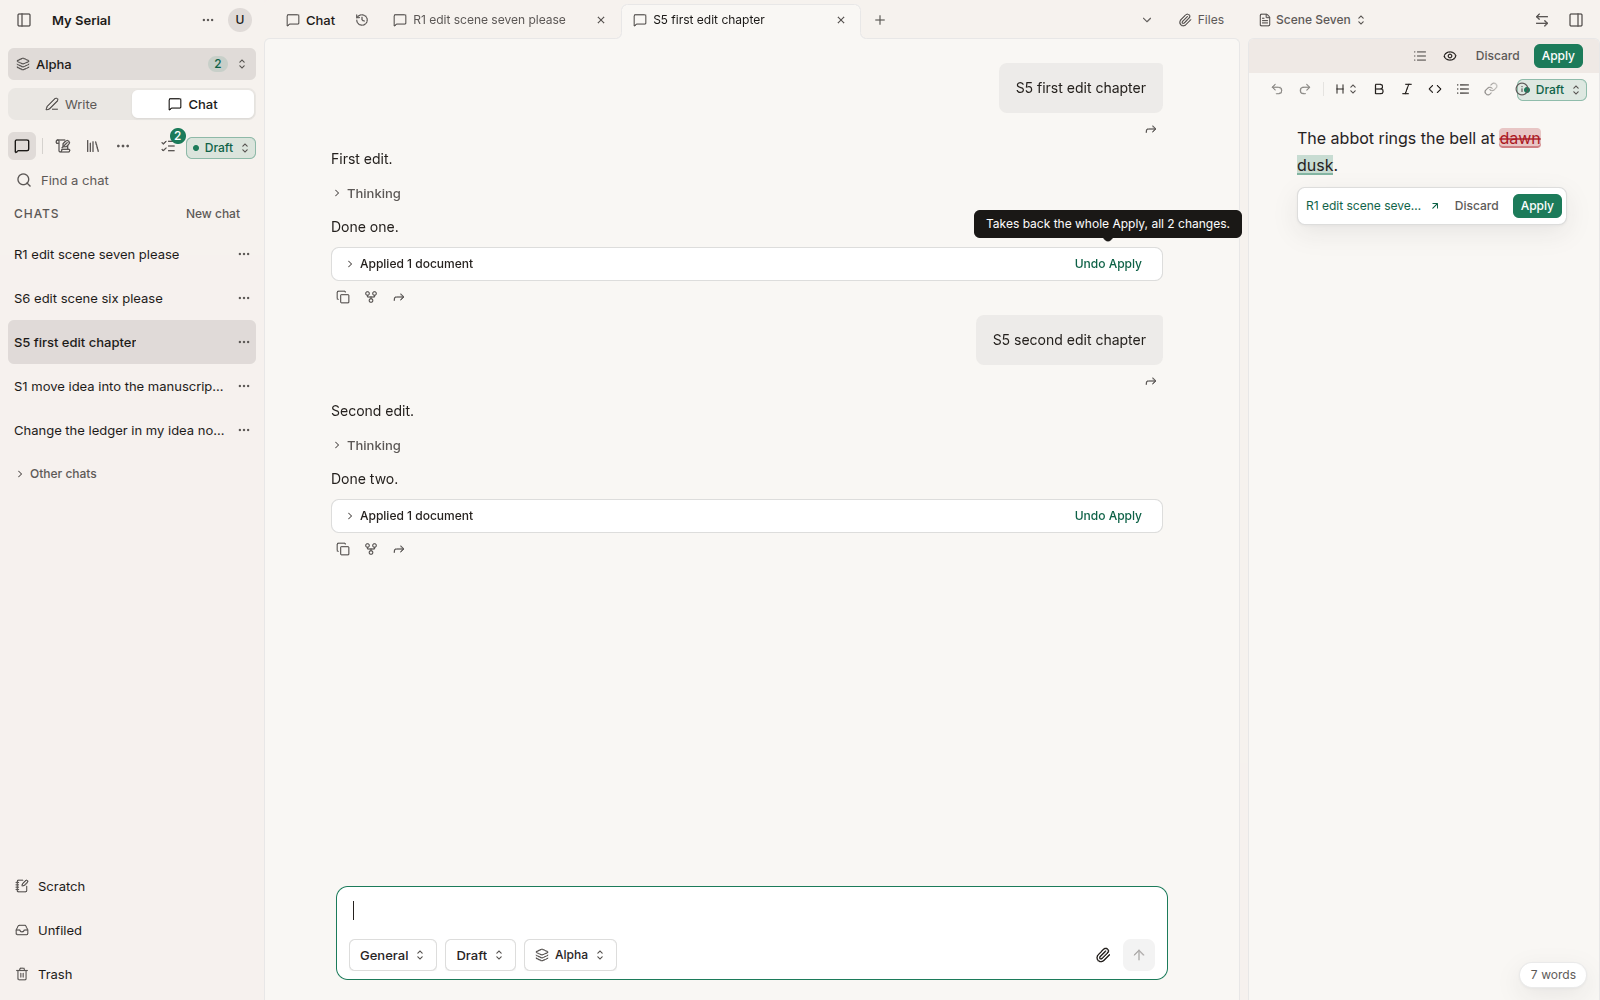 My Serial
U
Alpha
2
Write
Chat
2
Draft
Find a chat
CHATS
New chat
R1 edit scene seven please
S6 edit scene six please
S5 first edit chapter
S1 move idea into the manuscrip...
Change the ledger in my idea no...
Other chats
Scratch
Unfiled
Trash
Chat
R1 edit scene seven please
S5 first edit chapter
Files
S5 first edit chapter
First edit.
Thinking
Done one.
Takes back the whole Apply, all 2 changes.
Applied 1 document
Undo Apply
S5 second edit chapter
Second edit.
Thinking
Done two.
Applied 1 document
Undo Apply
General
Draft
Alpha
Scene Seven
Discard
Apply
H
B
I
Draft
The abbot rings the bell at dawn
dusk.
R1 edit scene seve...
Discard
Apply
7 words